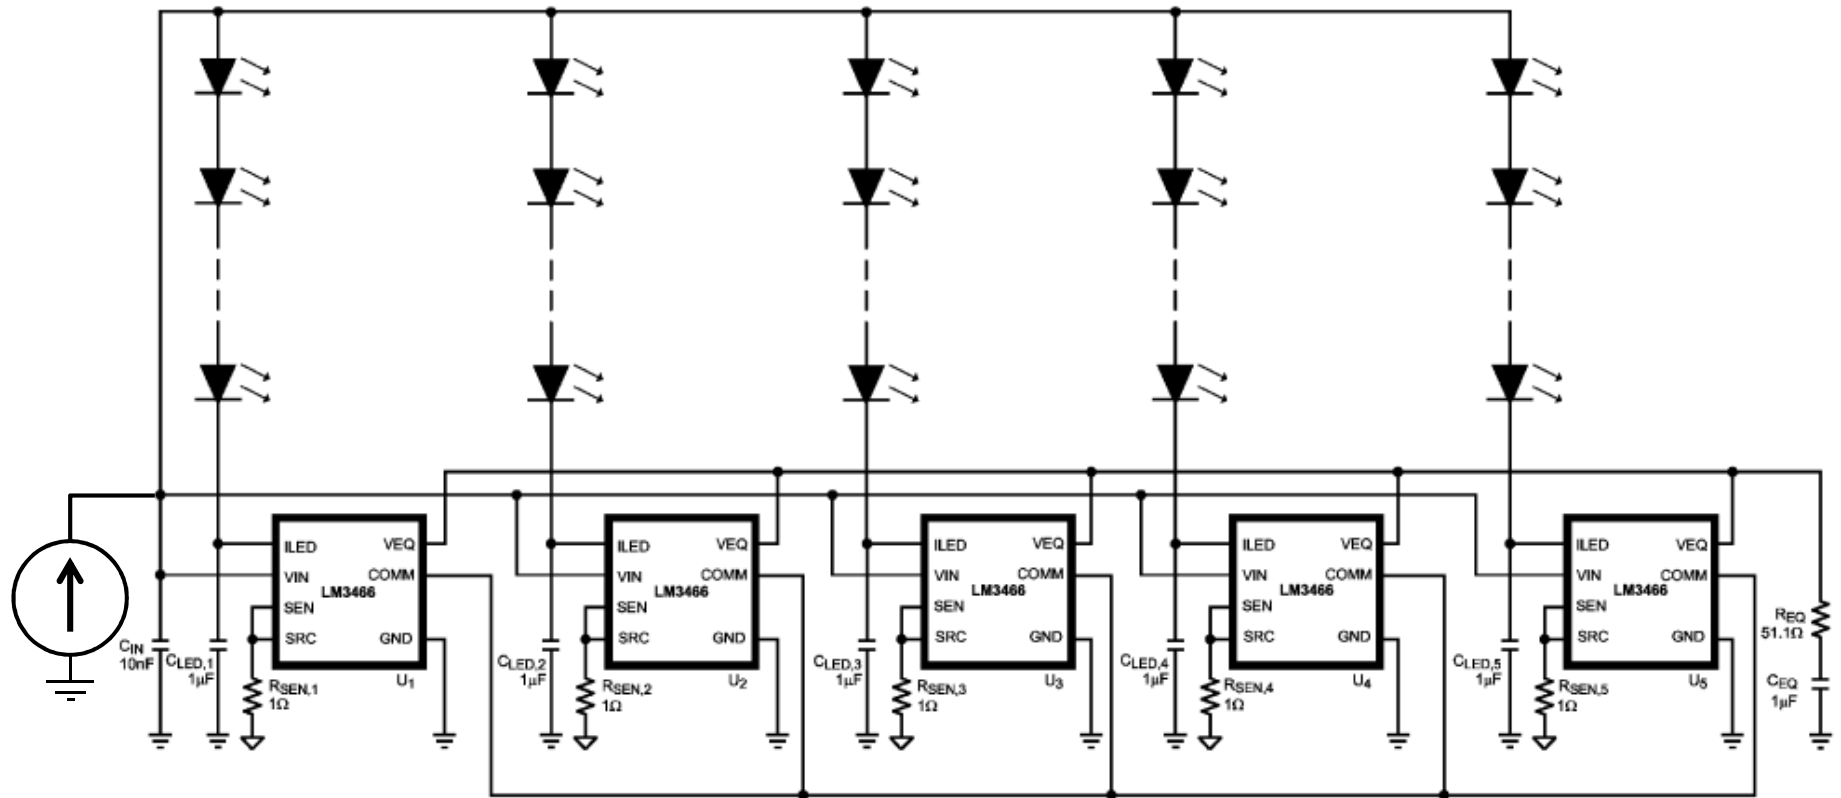 ILED VEQ
VIN COMM
LM3466
SEN
SRC GND
U1
ILED VEQ
VIN COMM
LM3466
SEN
SRC GND
U2
ILED VEQ
VIN COMM
LM3466
SEN
SRC GND
U3
ILED VEQ
VIN COMM
LM3466
SEN
SRC GND
U4
ILED VEQ
VIN COMM
LM3466
SEN
SRC GND
U5
CIN
10nF
CLED,1
1μF
RSEN,1
1Ω
CLED,2
1μF
RSEN,2
1Ω
CLED,3
1μF
RSEN,3
1Ω
CLED,4
1μF
RSEN,4
1Ω
CLED,5
1μF
RSEN,5
1Ω
REQ
51.1Ω
CEQ
1μF